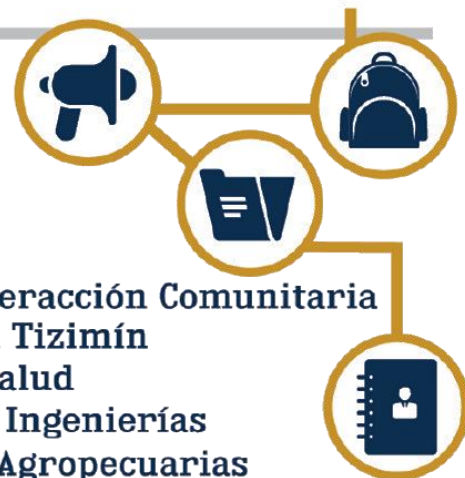 eracción Comunitaria
Tizimín
alud
Ingenierías
Agropecuarias